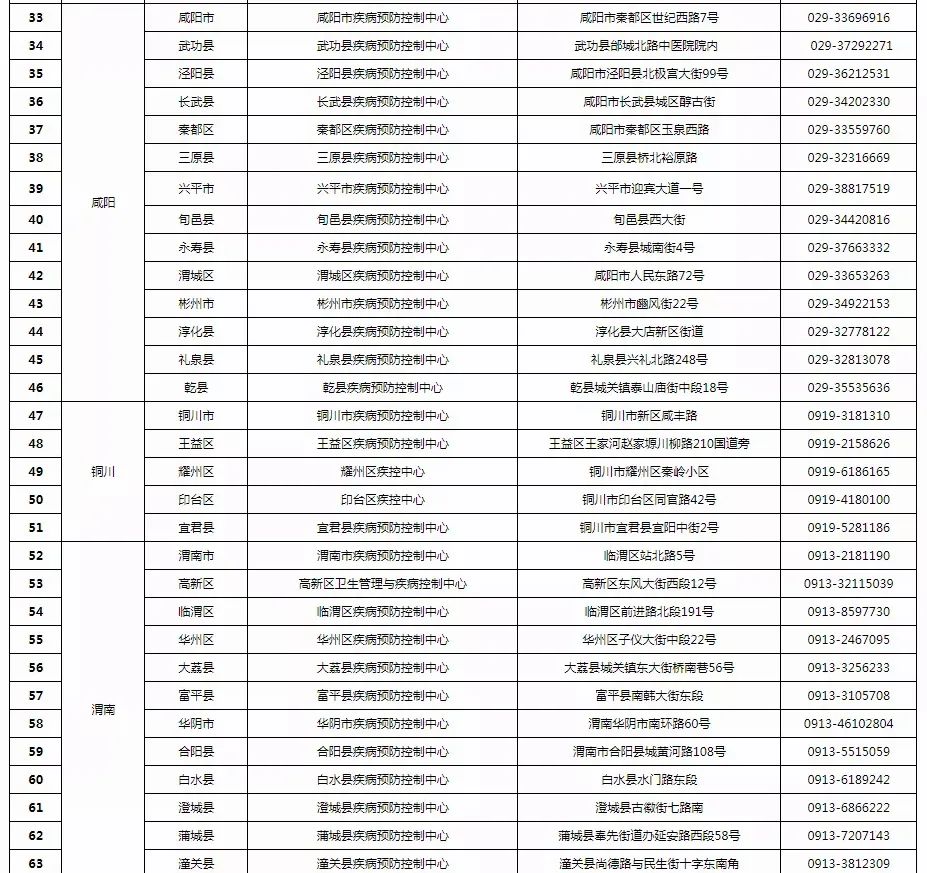 33 咸阳市 咸阳市疾病预防控制中心 咸阳市秦都区世纪西路7号 029-33696916
34 武功县 武功县疾病预防控制中心 武功县邰城北路中医院院内 029-37292271
35 泾阳县 泾阳县疾病预防控制中心 咸阳市泾阳县北极宫大街99号 029-36212531
36 长武县 长武县疾病预防控制中心 咸阳市长武县城区醇古街 029-34202330
37 秦都区 秦都区疾病预防控制中心 咸阳市秦都区玉泉西路 029-33559760
38 三原县 三原县疾病预防控制中心 三原县桥北裕原路 029-32316669
39 兴平市 兴平市疾病预防控制中心 兴平市迎宾大道一号 029-38817519
咸阳
40 旬邑县 旬邑县疾病预防控制中心 旬邑县西大街 029-34420816
41 永寿县 永寿县疾病预防控制中心 永寿县城南街4号 029-37663332
42 渭城区 渭城区疾病预防控制中心 咸阳市人民东路72号 029-33653263
43 彬州市 彬州市疾病预防控制中心 彬州市豳风街22号 029-34922153
44 淳化县 淳化县疾病预防控制中心 淳化县大店新区街道 029-32778122
45 礼泉县 礼泉县疾病预防控制中心 礼泉县兴礼北路248号 029-32813078
46 乾县 乾县疾病预防控制中心 乾县城关镇泰山庙街中段18号 029-35535636
47 铜川市 铜川市疾病预防控制中心 铜川市新区咸丰路 0919-3181310
48 王益区 王益区疾病预防控制中心 王益区王家河赵家塬川柳路210国道旁 0919-2158626
49 铜川 耀州区 耀州区疾控中心 铜川市耀州区秦岭小区 0919-6186165
50 印台区 印台区疾控中心 铜川市印台区同官路42号 0919-4180100
51 宜君县 宜君县疾病预防控制中心 铜川市宜君县宜阳中街2号 0919-5281186
52 渭南市 渭南市疾病预防控制中心 临渭区站北路5号 0913-2181190
53 高新区 高新区卫生管理与疾病控制中心 高新区东风大街西段12号 0913-32115039
54 临渭区 临渭区疾病预防控制中心 临渭区前进路北段191号 0913-8597730
55 华州区 华州区疾病预防控制中心 华州区子仪大街中段22号 0913-2467095
56 大荔县 大荔县疾病预防控制中心 大荔县城关镇东大街桥南巷56号 0913-3256233
57 富平县 富平县疾病预防控制中心 富平县南韩大街东段 0913-3105708
渭南
58 华阴市 华阴市疾病预防控制中心 渭南华阴市南环路60号 0913-46102804
59 合阳县 合阳县疾病预防控制中心 渭南市合阳县城黄河路108号 0913-5515059
60 白水县 白水县疾病预防控制中心 白水县水门路东段 0913-6189242
61 澄城县 澄城县疾病预防控制中心 澄城县古徽街七路南 0913-6866222
62 蒲城县 蒲城县疾病预防控制中心 蒲城县奉先街道办延安路西段58号 0913-7207143
63 潼关县 潼关县疾病预防控制中心 潼关县尚德路与民生街十字东南角 0913-3812309